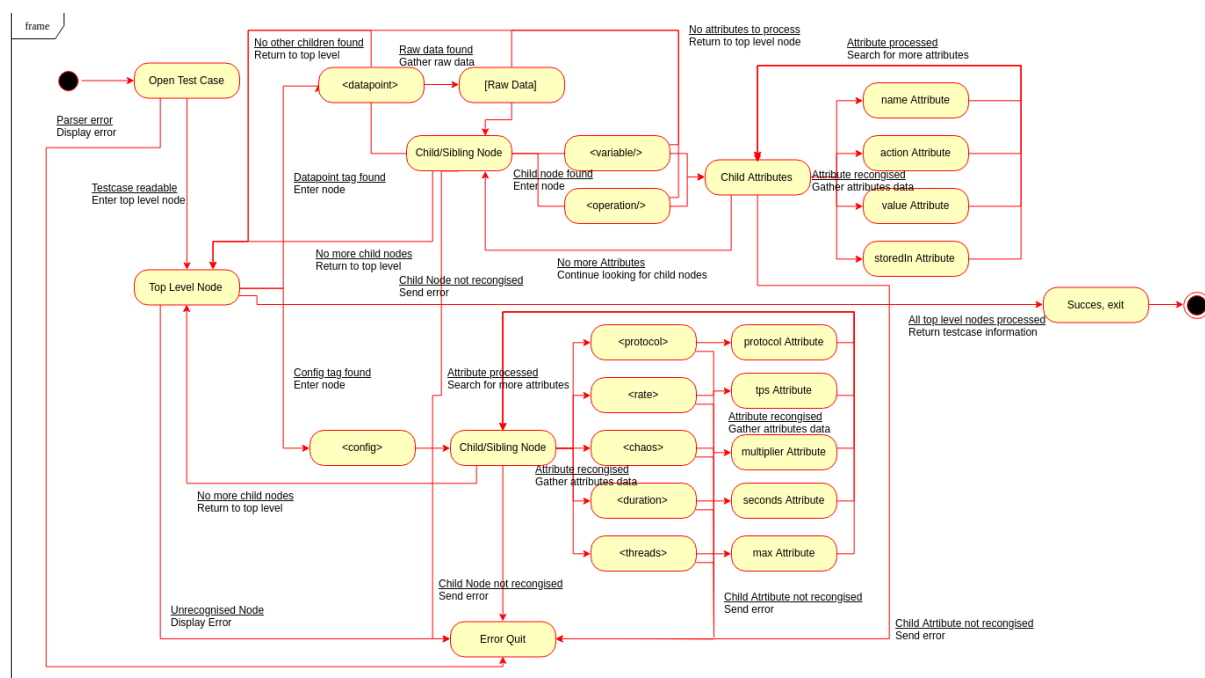 frame
No other children found
Return to top level
Raw data found
Gather raw data
No attributes to process
Return to top level node
Attribute processed
Search for more attributes
Open Test Case
<datapoint>
[Raw Data]
name Attribute
Parser error
Display error
Child/Sibling Node
<variable/>
action Attribute
Datapoint tag found
Enter node
Child node found
Enter node
Child Attributes
Attribute recongised
Gather attributes data
Testcase readable
Enter top level node
<operation/>
value Attribute
No more child nodes
Return to top level
No more Attributes
Continue looking for child nodes
storedIn Attribute
Top Level Node
Child Node not recongised
Send error
Succes, exit
All top level nodes processed
Return testcase information
<protocol>
protocol Attribute
Config tag found
Enter node
Attribute processed
Search for more attributes
<rate>
tps Attribute
Attribute recongised
Gather attributes data
<config>
Child/Sibling Node
<chaos>
multiplier Attribute
Attribute recongised
Gather attributes data
No more child nodes
Return to top level
<duration>
seconds Attribute
<threads>
max Attribute
Child Node not recongised
Send error
Child Atrtibute not recongised
Send error
Unrecognised Node
Display Error
Child Atrtibute not recongised
Send error
Error Quit